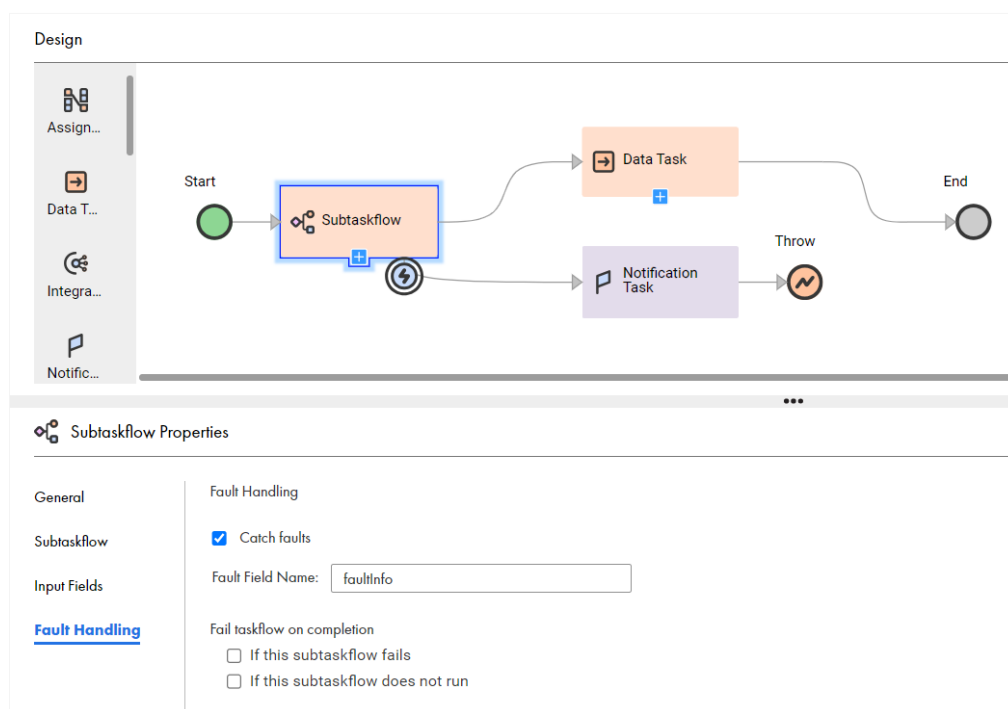 Design
Assign...
Data T...
Integra...
Notific...
Start
Subtaskflow
Data Task
Notification
Task
Throw
End
Subtaskflow Properties
General
Subtaskflow
Input Fields
Fault Handling
Fault Handling
Catch faults
Fault Field Name: faultInfo
Fail taskflow on completion
If this subtaskflow fails
If this subtaskflow does not run